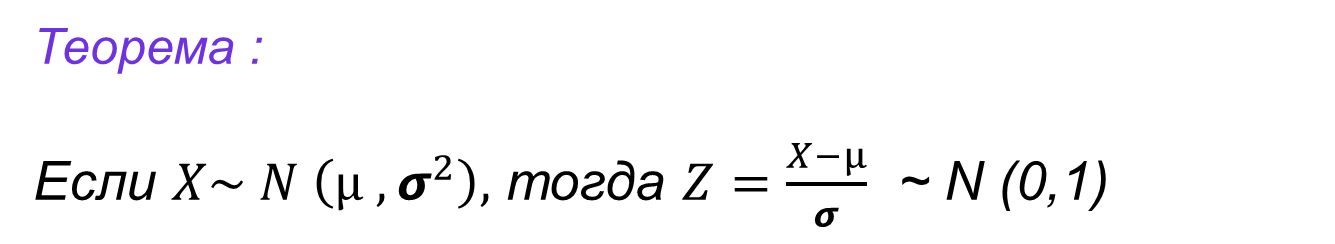 Теорема :
Если X~ N (μ , σ²), тогда Z = (X−μ)/σ ~ N (0,1)